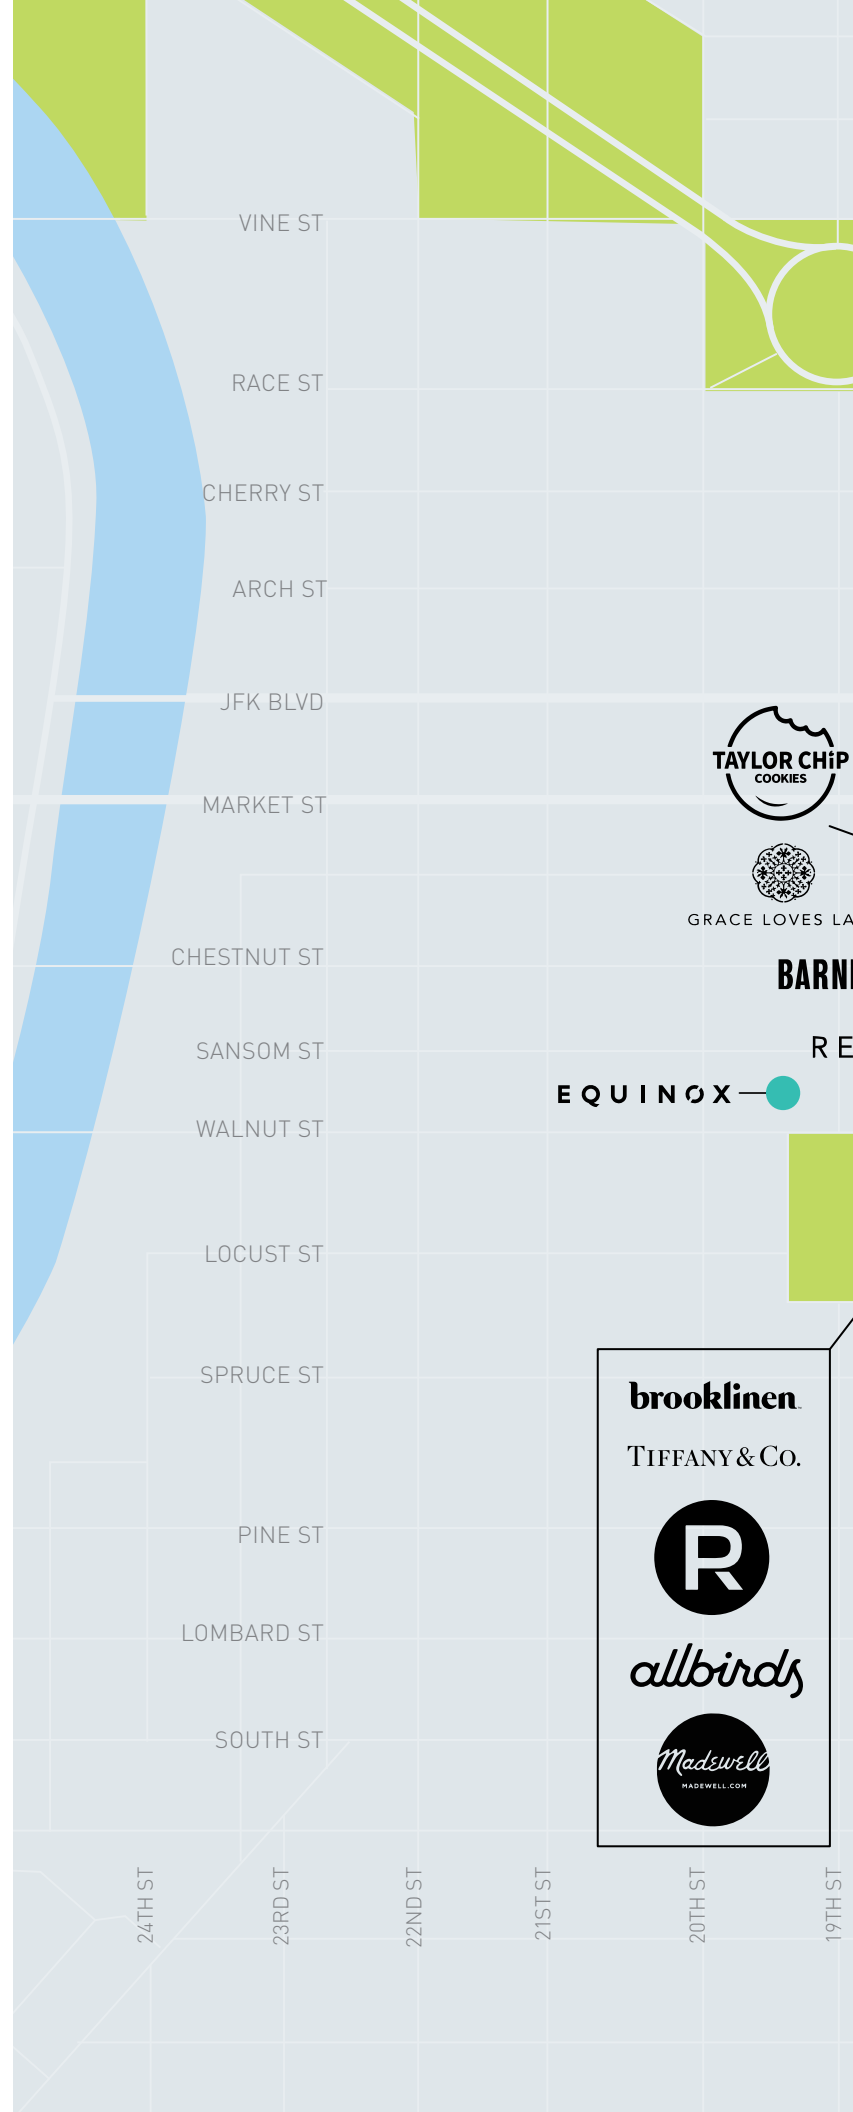 VINE ST
RACE ST
CHERRY ST
ARCH ST
JFK BLVD
TAYLOR CHiP
COOKIES
MARKET ST
GRACE LOVES LA
CHESTNUT ST
BARN
SANSOM ST
RE
EQUINOX
WALNUT ST
LOCUST ST
SPRUCE ST
brooklinen
TIFFANY & CO.
PINE ST
R
LOMBARD ST
allbirds
SOUTH ST
Madewell
MADEWELL.COM
24TH ST
23RD ST
22ND ST
21ST ST
20TH ST
19TH ST